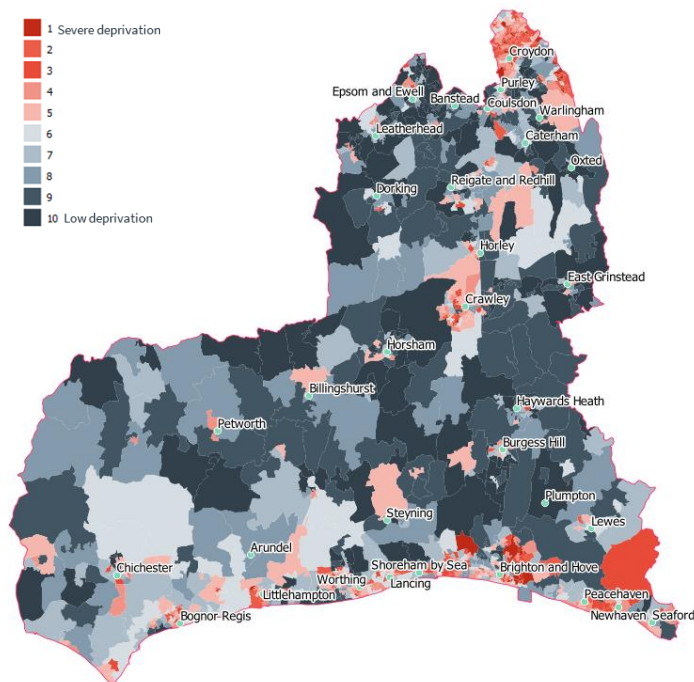 1 Severe deprivation
2
3
4
5
6
7
8
9
10 Low deprivation
Croydon
Purley
Epsom and Ewell
Banstead
Coulsdon
Warlingham
Leatherhead
Caterham
Oxted
Dorking
Reigate and Redhill
Horley
East Grinstead
Crawley
Horsham
Billingshurst
Haywards Heath
Petworth
Burgess Hill
Plumpton
Steyning
Lewes
Arundel
Chichester
Shoreham by Sea
Brighton and Hove
Worthing
Lancing
Littlehampton
Peacehaven
Bognor Regis
Newhaven
Seaford